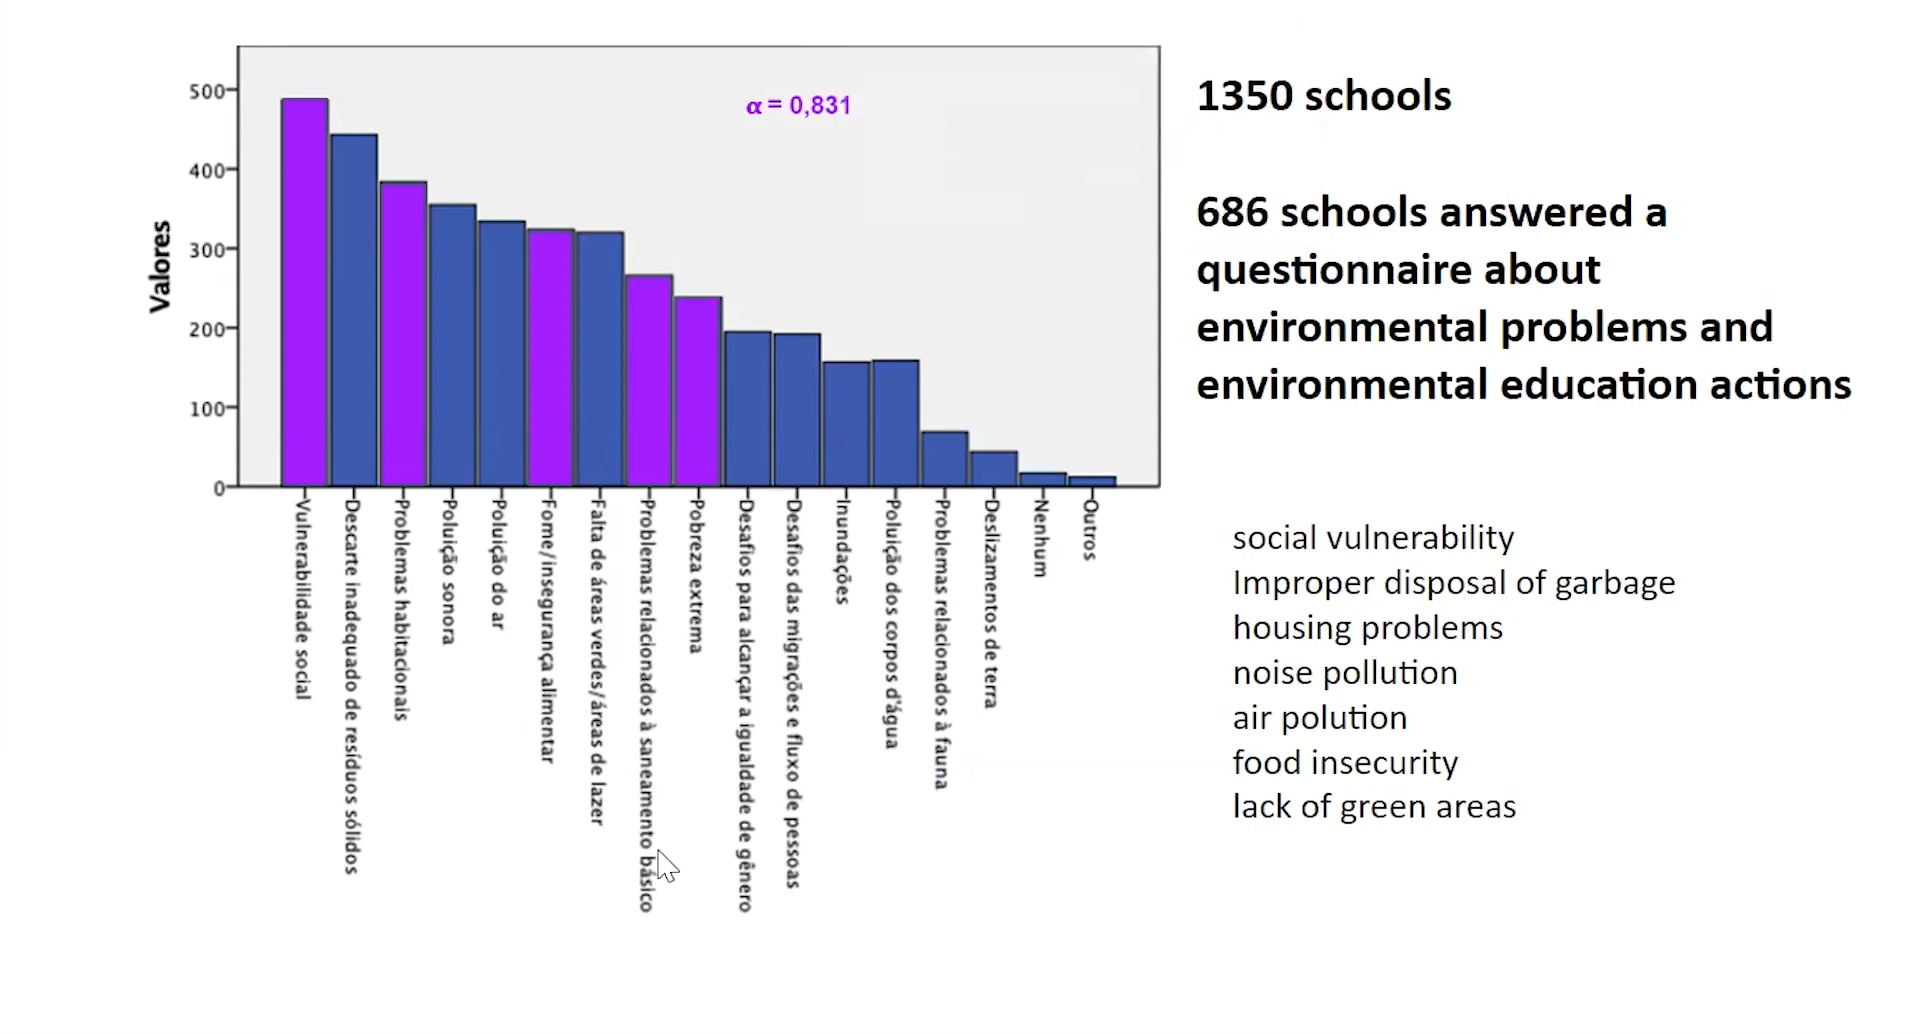 α = 0,831
Valores
500
400
300
200
100
0
Vulnerabilidade social
Descarte inadequado de resíduos sólidos
Problemas habitacionais
Poluição sonora
Poluição do ar
Fome/insegurança alimentar
Falta de áreas verdes/áreas de lazer
Problemas relacionados à saneamento básico
Pobreza extrema
Desafios para alcançar a igualdade de gênero
Desafios das migrações e fluxo de pessoas
Inundações
Poluição dos corpos d'água
Problemas relacionados à fauna
Deslizamentos de terra
Nenhum
Outros
1350 schools
686 schools answered a
questionnaire about
environmental problems and
environmental education actions
social vulnerability
Improper disposal of garbage
housing problems
noise pollution
air polution
food insecurity
lack of green areas